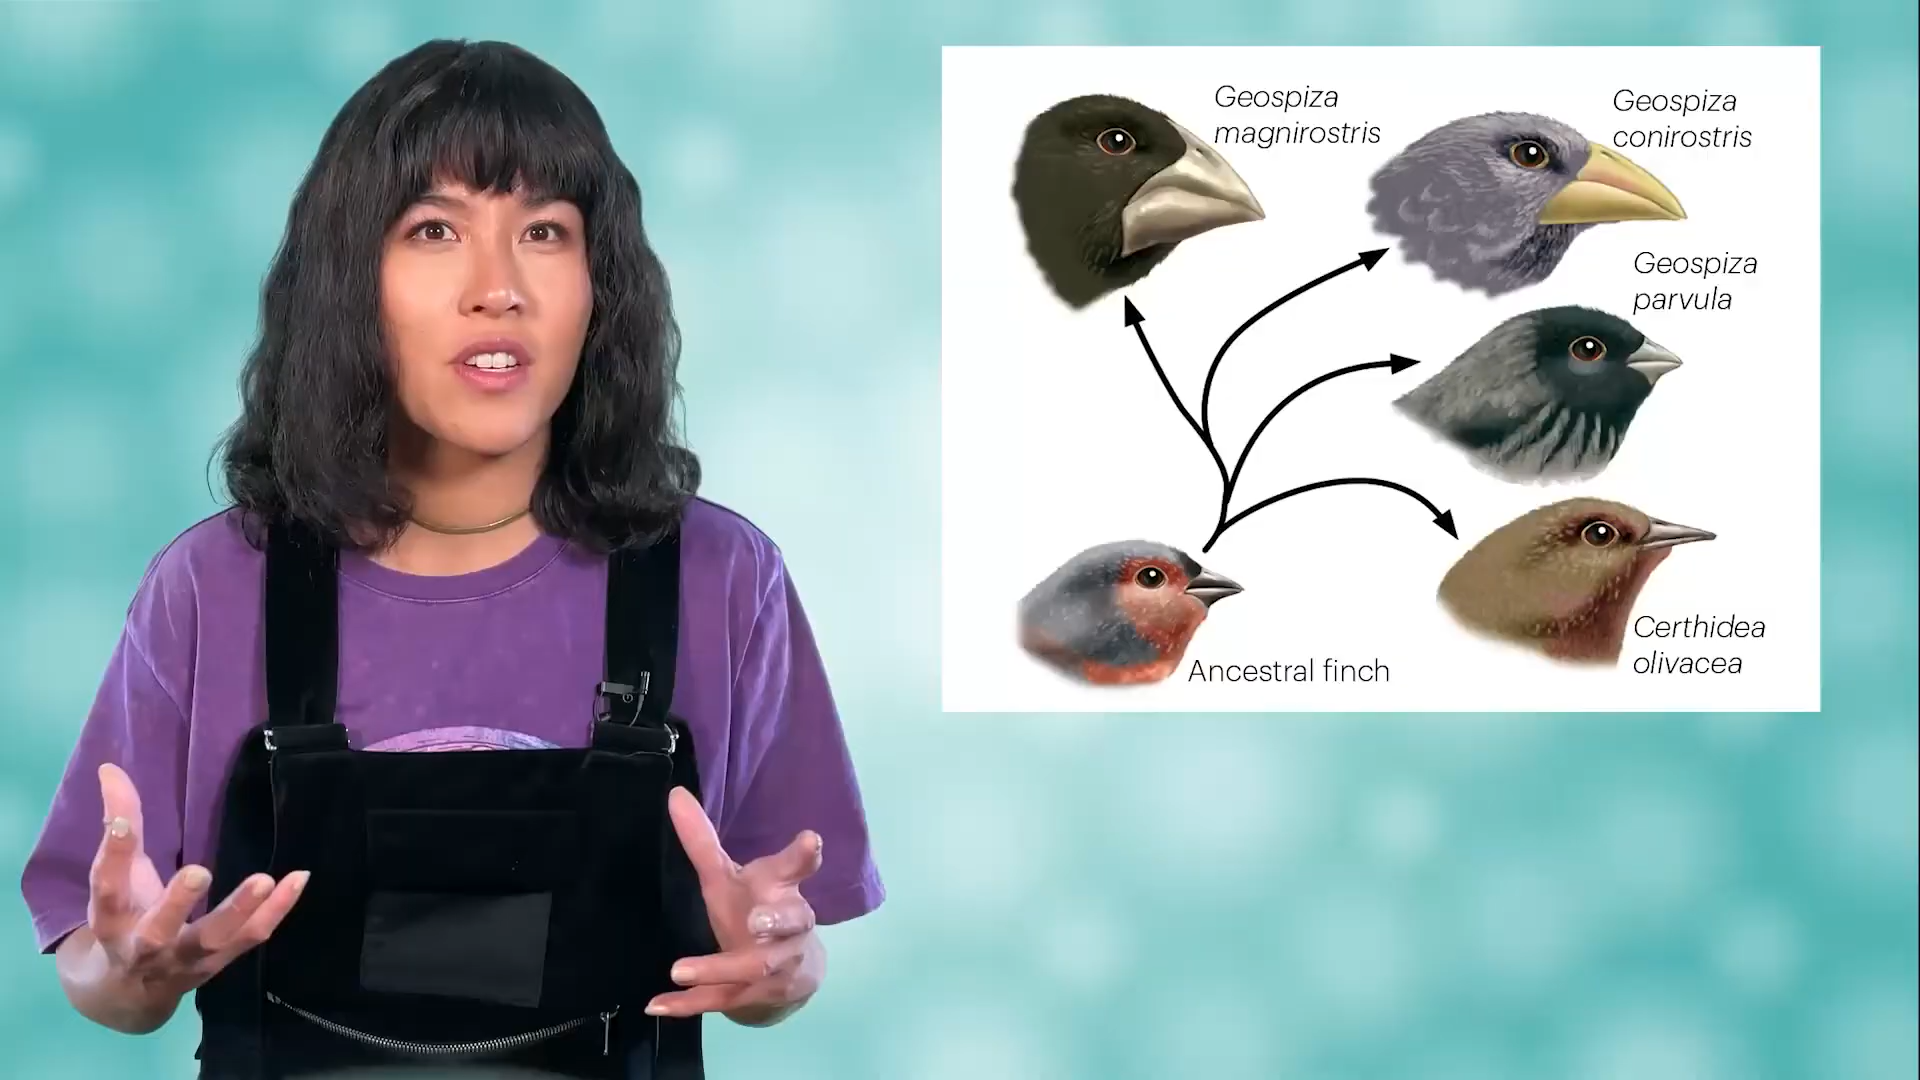 Geospiza
magnirostris
Geospiza
conirostris
Geospiza
parvula
Certhidea
olivacea
Ancestral finch